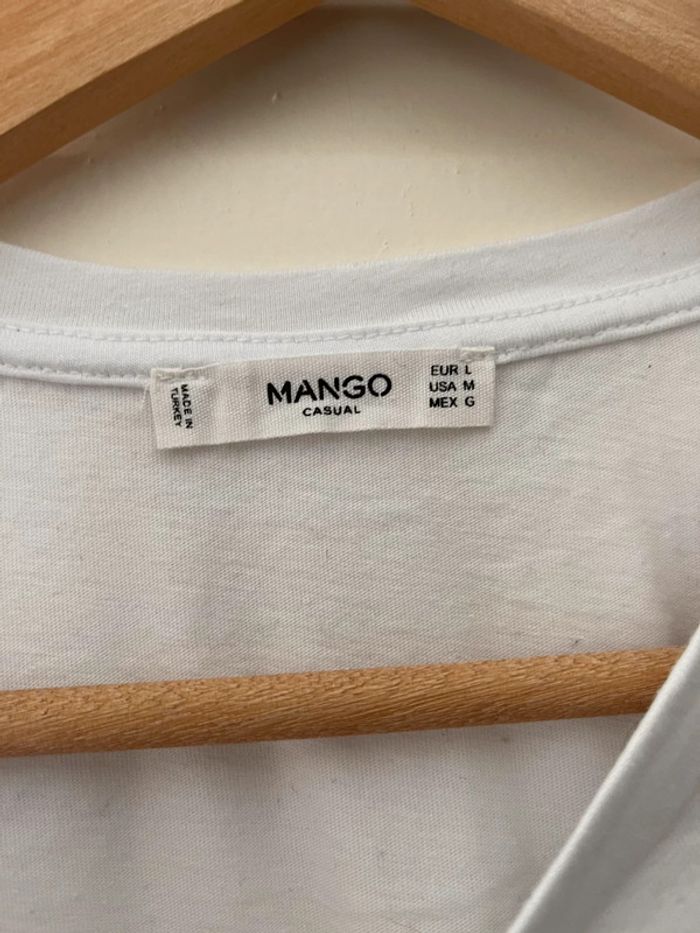 MADE IN
TURKEY
MANGO
CASUAL
EUR L
USA M
MEX G